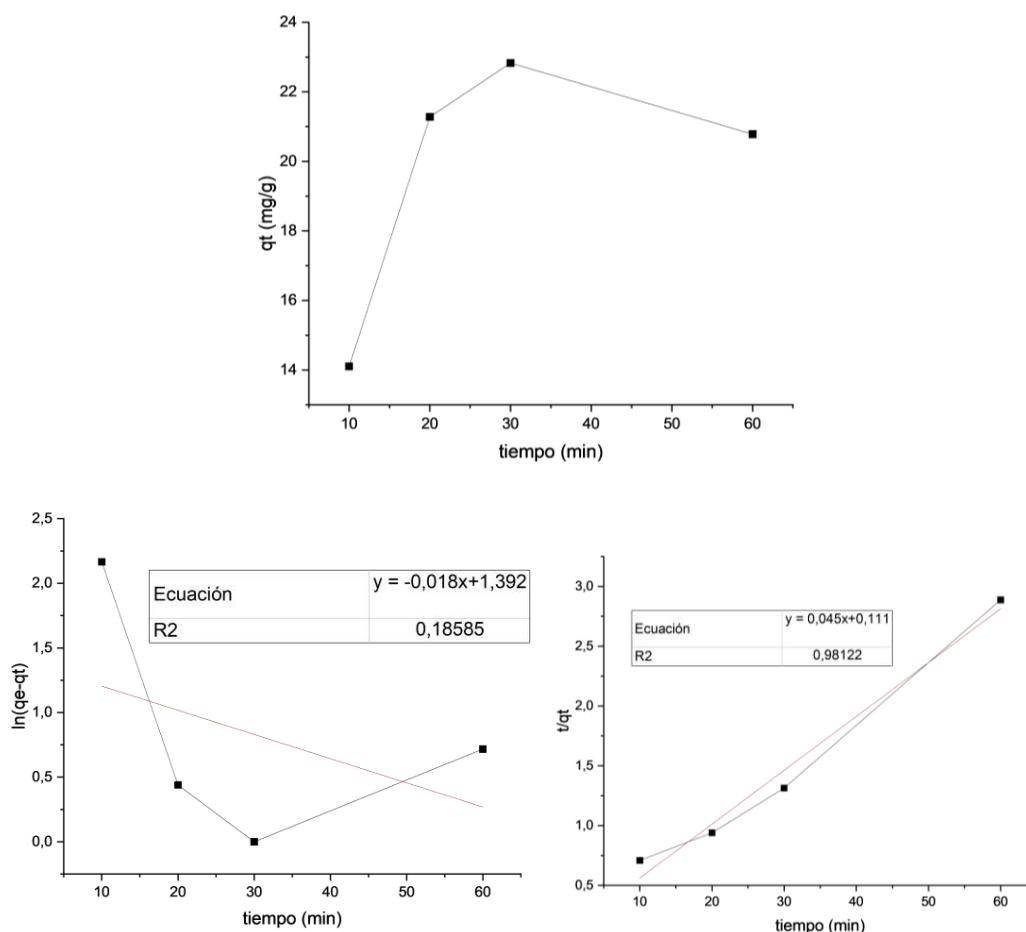 24
22
20
18
16
14
qt (mg/g)
10 20 30 40 50 60
tiempo (min)
2,5
2,0
1,5
1,0
0,5
0,0
ln(qe-qt)
Ecuación y = -0,018x+1,392
R2 0,18585
10 20 30 40 50 60
tiempo (min)
3,0
2,5
2,0
1,5
1,0
0,5
t/qt
Ecuación y = 0,045x+0,111
R2 0,98122
10 20 30 40 50 60
tiempo (min)